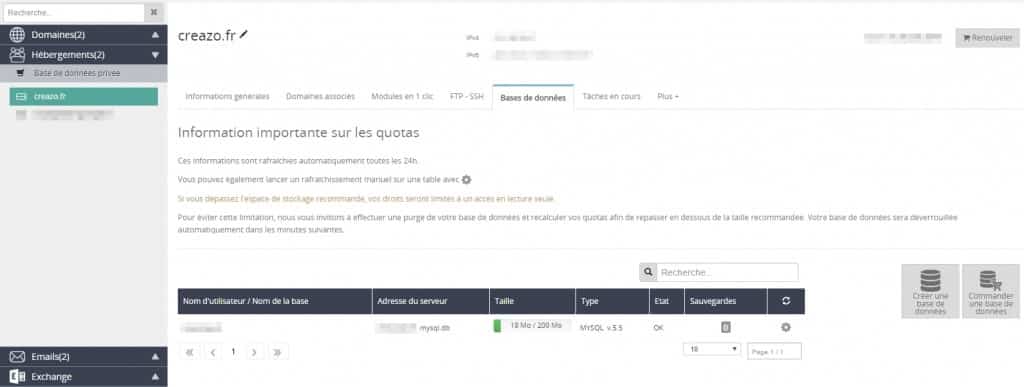 Recherche...
Domaines(2)
Hébergements(2)
Base de données privée
creazo.fr
Emails(2)
Exchange
creazo.fr
IPv4
IPv6
Renouveler
Informations générales
Domaines associés
Modules en 1 clic
FTP - SSH
Bases de données
Tâches en cours
Plus
Information importante sur les quotas
Ces informations sont rafraichies automatiquement toutes les 24h.
Vous pouvez également lancer un rafraîchissement manuel sur une table avec
Si vous dépassez l'espace de stockage recommandé, vos droits seront limités à un accès en lecture seule.
Pour éviter cette limitation, nous vous invitons à effectuer une purge de votre base de données et recalculer vos quotas afin de repasser en dessous de la taille recommandée. Votre base de données sera déverrouillée
automatiquement dans les minutes suivantes.
Recherche...
Créer une
base de
données
Commander
une base de
données
Nom d'utilisateur / Nom de la base
Adresse du serveur
Taille
Type
Etat
Sauvegardes
mysql.db
18 Mo / 200 Mo
MYSQL v.5.5
OK
0
1
10
Page 1 / 1